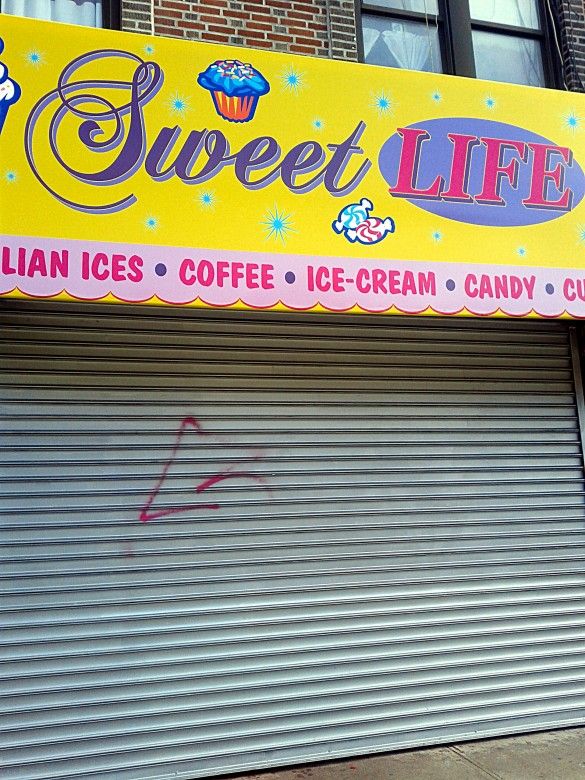 Sweet LIFE
LIAN ICES • COFFEE • ICE-CREAM • CANDY • CU